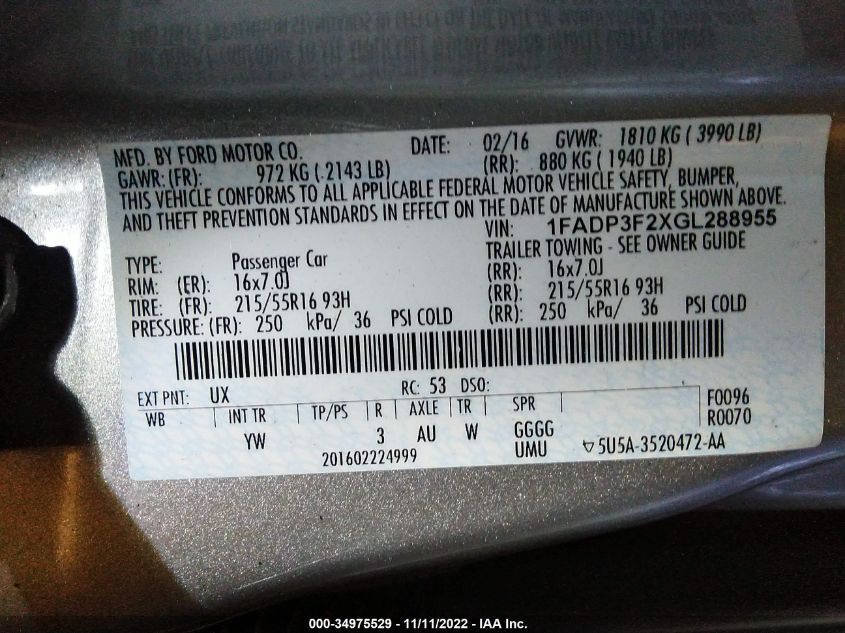 MFD. BY FORD MOTOR CO. DATE: 02/16 GVWR: 1810 KG ( 3990 LB)
GAWR: (FR): 972 KG ( 2143 LB) (RR): 880 KG ( 1940 LB)
THIS VEHICLE CONFORMS TO ALL APPLICABLE FEDERAL MOTOR VEHICLE SAFETY, BUMPER,
AND THEFT PREVENTION STANDARDS IN EFFECT ON THE DATE OF MANUFACTURE SHOWN ABOVE.
VIN: 1FADP3F2XGL288955
TYPE: Passenger Car TRAILER TOWING - SEE OWNER GUIDE
RIM: (ER): 16x7.0J (RR): 16x7.0J
TIRE: (FR): 215/55R16 93H (RR): 215/55R16 93H
PRESSURE: (FR): 250 kPa/ 36 PSI COLD (RR): 250 kPa/ 36 PSI COLD
EXT PNT: UX RC: 53 DSO:
WB INT TR TP/PS R AXLE TR SPR F0096
YW 3 AU W GGGG R0070
201602224999 UMU 5U5A-3520472-AA
000-34975529 - 11/11/2022 - IAA Inc.